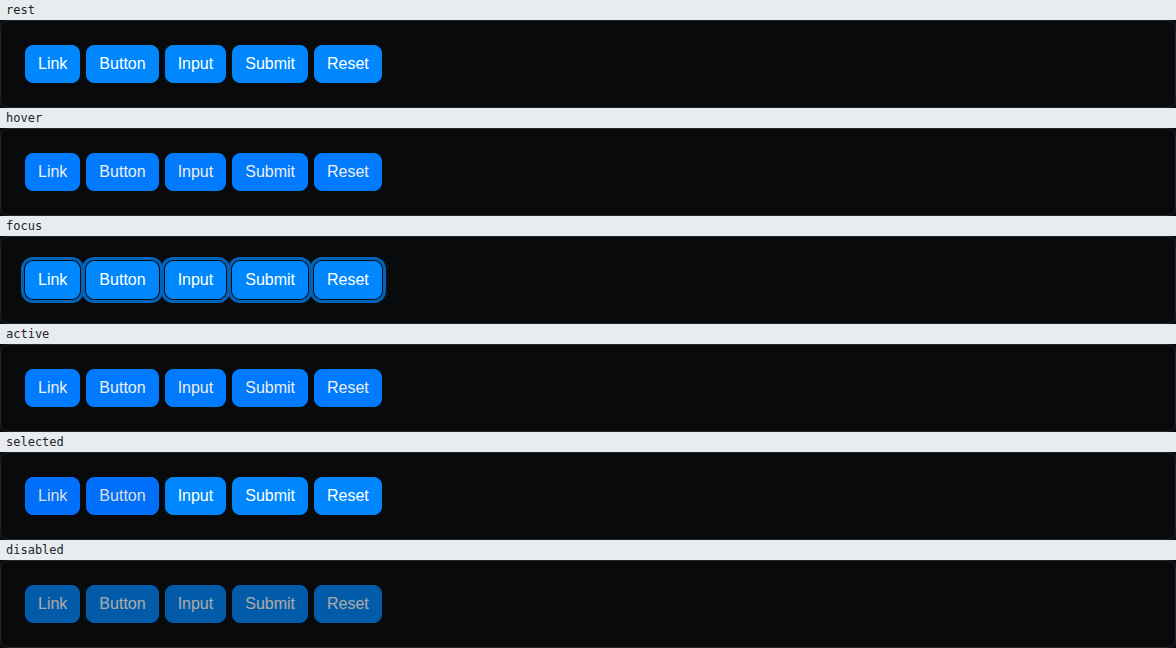 rest
Link Button Input Submit Reset
hover
Link Button Input Submit Reset
focus
Link Button Input Submit Reset
active
Link Button Input Submit Reset
selected
Link Button Input Submit Reset
disabled
Link Button Input Submit Reset